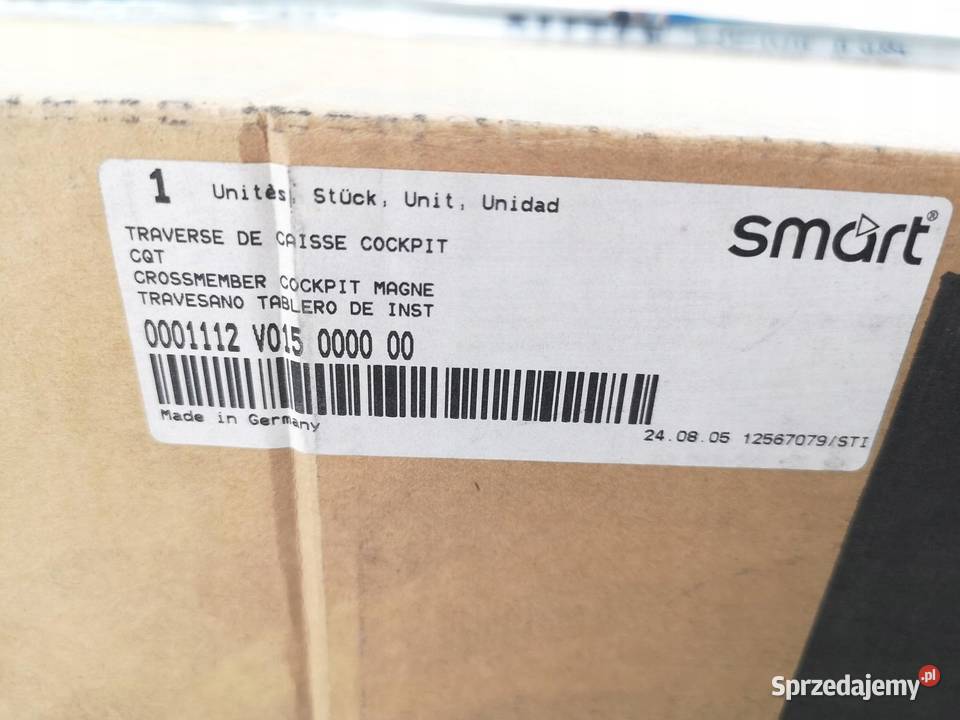 1 Unitès, Stück, Unit, Unidad
smart®
TRAVERSE DE CAISSE COCKPIT
CQT
CROSSMEMBER COCKPIT MAGNE
TRAVESANO TABLERO DE INST
0001112 V015 0000 00
Made in Germany
24.08.05 12567079/STI
Sprzedajemy.pl